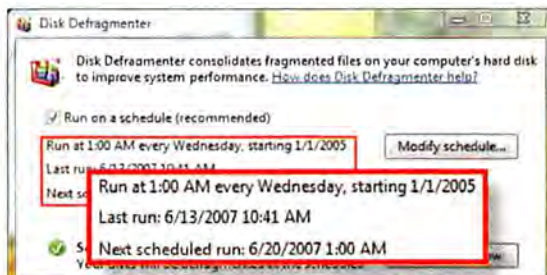 Disk Defragmenter
Disk Defragmenter consolidates fragmented files on your computer's hard disk
to improve system performance. How does Disk Defragmenter help?
Run on a schedule (recommended)
Run at 1:00 AM every Wednesday, starting 1/1/2005
Modify schedule...
Last run: 6/13/2007 10:41 AM
Next
Run at 1:00 AM every Wednesday, starting 1/1/2005
Last run: 6/13/2007 10:41 AM
Next scheduled run: 6/20/2007 1:00 AM